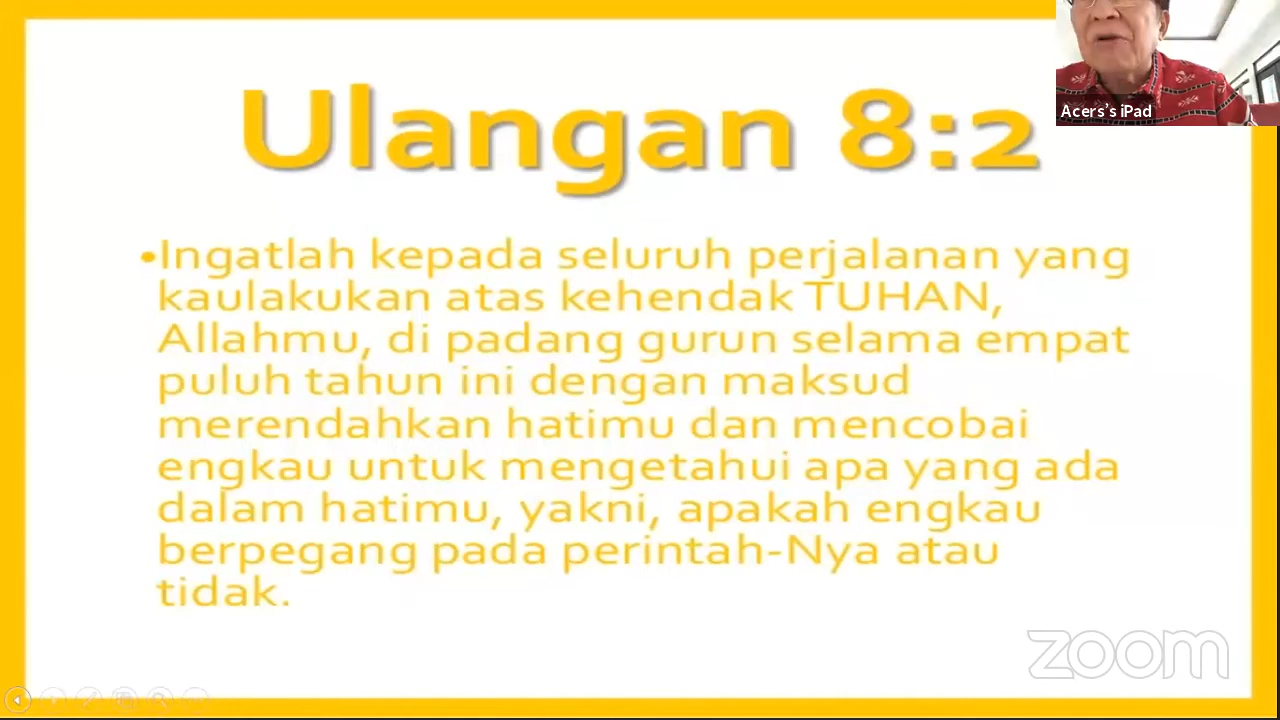 Ulangan 8:2
Acers’s iPad
•Ingatlah kepada seluruh perjalanan yang
kaulakukan atas kehendak TUHAN,
Allahmu, di padang gurun selama empat
puluh tahun ini dengan maksud
merendahkan hatimu dan mencobai
engkau untuk mengetahui apa yang ada
dalam hatimu, yakni, apakah engkau
berpegang pada perintah-Nya atau
tidak.
zoom